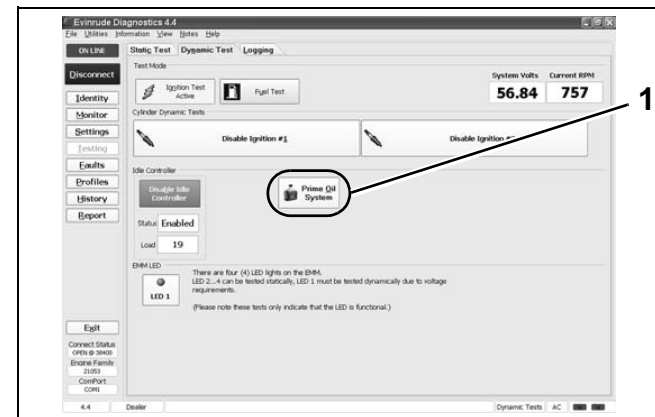 Evinrude Diagnostics 4.4
File Utilities Information View Notes Help
ON LINE
Static Test Dynamic Test Logging
Disconnect
Identity
Monitor
Settings
Testing
Faults
Profiles
History
Report
Exit
Connect Status
OPEN @ 38400
Engine Family
21053
ComPort
COM1
Test Mode
Ignition Test
Active
Fuel Test
System Volts Current RPM
56.84 757
Cylinder Dynamic Tests
Disable Ignition #1
Disable Ignition
Idle Controller
Disable Idle
Controller
Status Enabled
Load 19
Prime Oil
System
1
EMM LED
LED 1
There are four (4) LED lights on the EMM.
LED 2...4 can be tested statically, LED 1 must be tested dynamically due to voltage
requirements.
(Please note these tests only indicate that the LED is functional.)
4.4 Dealer Dynamic Tests AC